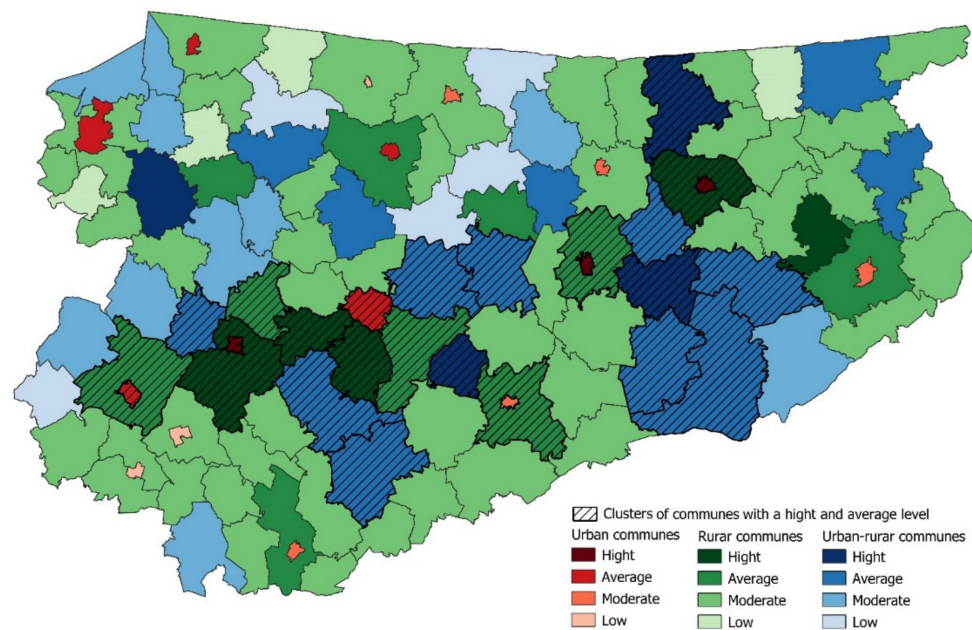 Clusters of communes with a hight and average level
Urban communes Rurar communes Urban-rurar communes
Hight Hight Hight
Average Average Average
Moderate Moderate Moderate
Low Low Low